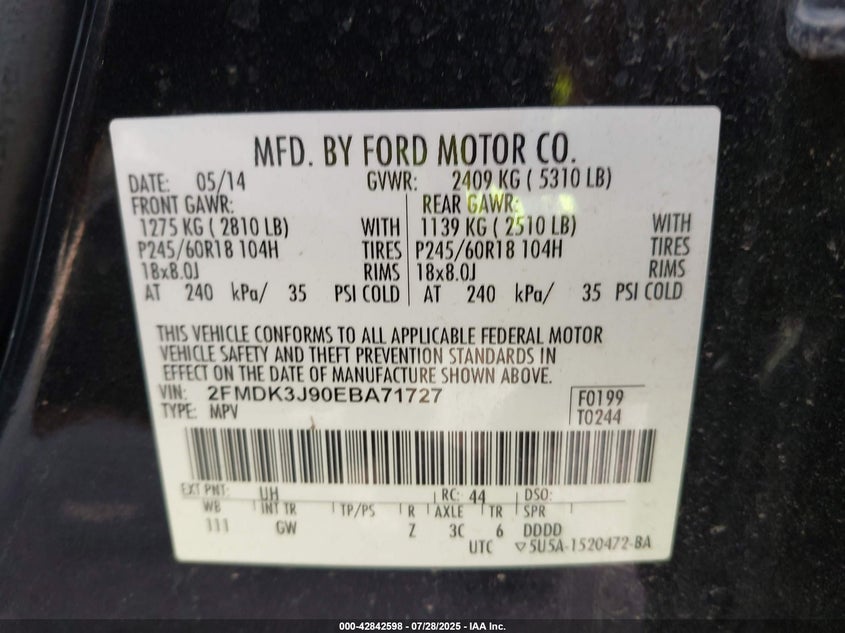 MFD. BY FORD MOTOR CO.
DATE: 05/14 GVWR: 2409 KG ( 5310 LB)
FRONT GAWR: REAR GAWR:
1275 KG ( 2810 LB) WITH 1139 KG ( 2510 LB) WITH
P245/60R18 104H TIRES P245/60R18 104H TIRES
18x8.0J RIMS 18x8.0J RIMS
AT 240 kPa/ 35 PSI COLD AT 240 kPa/ 35 PSI COLD
THIS VEHICLE CONFORMS TO ALL APPLICABLE FEDERAL MOTOR
VEHICLE SAFETY AND THEFT PREVENTION STANDARDS IN
EFFECT ON THE DATE OF MANUFACTURE SHOWN ABOVE.
VIN: 2FMDK3J90EBA71727 F0199
TYPE: MPV T0244
EXT PNT: UH RC: 44 DSO:
WB INT TR TP/PS R AXLE TR SPR
111 GW Z 3C 6 DDDD
UTC ▽5U5A-1520472-BA
000-42842598 | 07/28/2025 | IAA Inc.